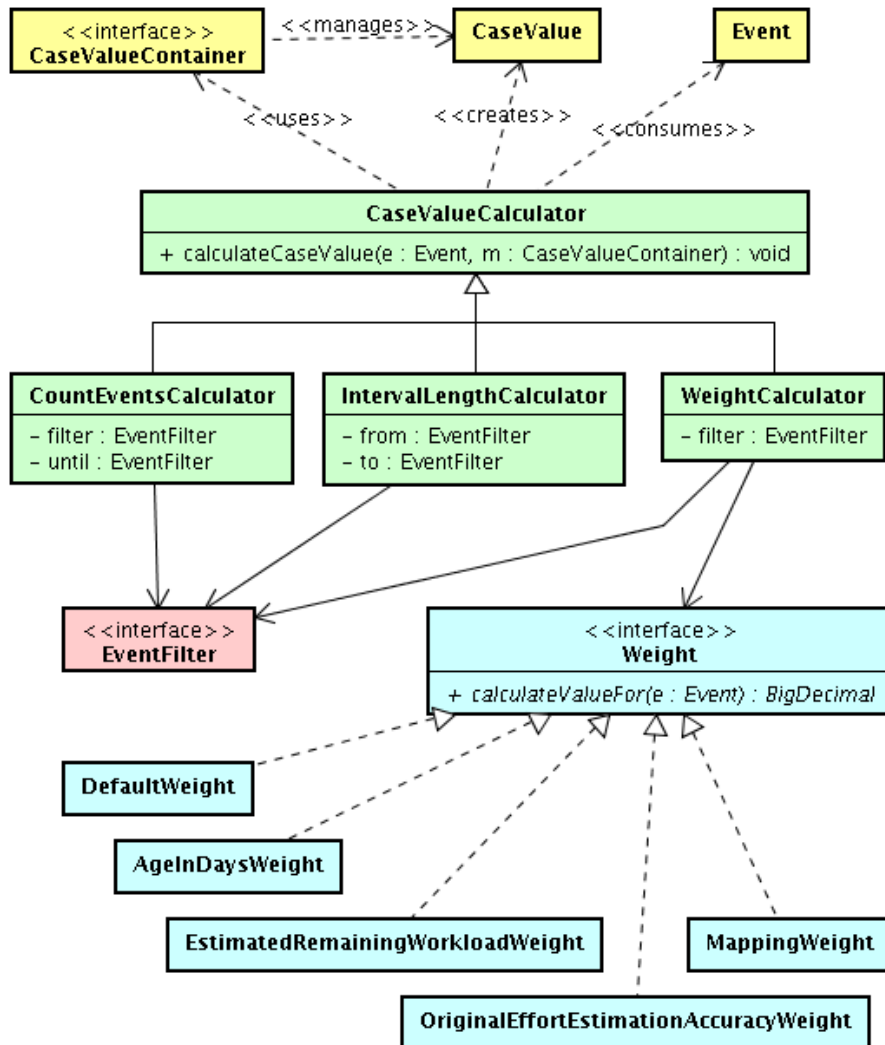 <<interface>>
CaseValueContainer
<<manages>>
CaseValue
Event
<<uses>>
<<creates>>
<<consumes>>
CaseValueCalculator
+ calculateCaseValue(e : Event, m : CaseValueContainer) : void
CountEventsCalculator
– filter : EventFilter
– until : EventFilter
IntervalLengthCalculator
– from : EventFilter
– to : EventFilter
WeightCalculator
– filter : EventFilter
<<interface>>
EventFilter
<<interface>>
Weight
+ calculateValueFor(e : Event) : BigDecimal
DefaultWeight
AgeInDaysWeight
EstimatedRemainingWorkloadWeight
MappingWeight
OriginalEffortEstimationAccuracyWeight